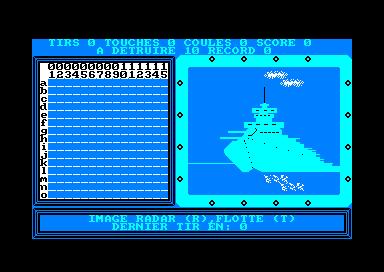 TIRS 0 TOUCHES 0 COULES 0 SCORE 0
A DETRUIRE 10 RECORD 0
000000000111111
123456789012345
a
b
c
d
e
f
g
h
i
j
k
l
m
n
o
IMAGE RADAR (R),FLOTTE (T)
DERNIER TIR EN: 0